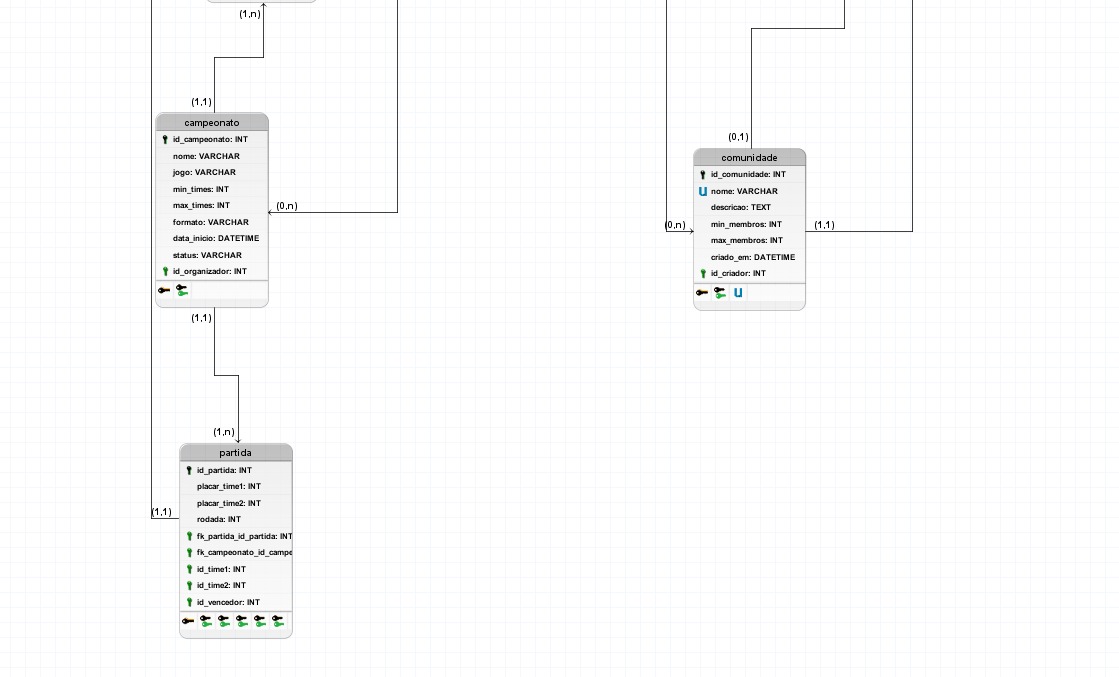 (1,n)
(1,1)
campeonato
id_campeonato: INT
nome: VARCHAR
jogo: VARCHAR
min_times: INT
max_times: INT
formato: VARCHAR
data_inicio: DATETIME
status: VARCHAR
id_organizador: INT
(0,n)
(1,1)
(1,n)
partida
id_partida: INT
placar_time1: INT
placar_time2: INT
rodada: INT
fk_partida_id_partida: INT
fk_campeonato_id_campe
id_time1: INT
id_time2: INT
id_vencedor: INT
(1,1)
(0,1)
comunidade
id_comunidade: INT
U nome: VARCHAR
descricao: TEXT
min_membros: INT
max_membros: INT
criado_em: DATETIME
id_criador: INT
U
(0,n)
(1,1)